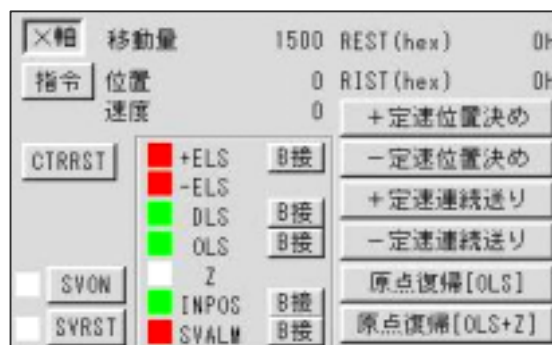 X軸 移動量 1500 REST(hex) 0H
指令 位置 0 RIST(hex) 0H
速度 0
+定速位置決め
CTRRST +ELS B接 -定速位置決め
-ELS
DLS B接 +定速連続送り
OLS B接 -定速連続送り
Z
SVON 原点復帰[OLS]
INPOS B接
SVRST SVALM B接 原点復帰[OLS+Z]